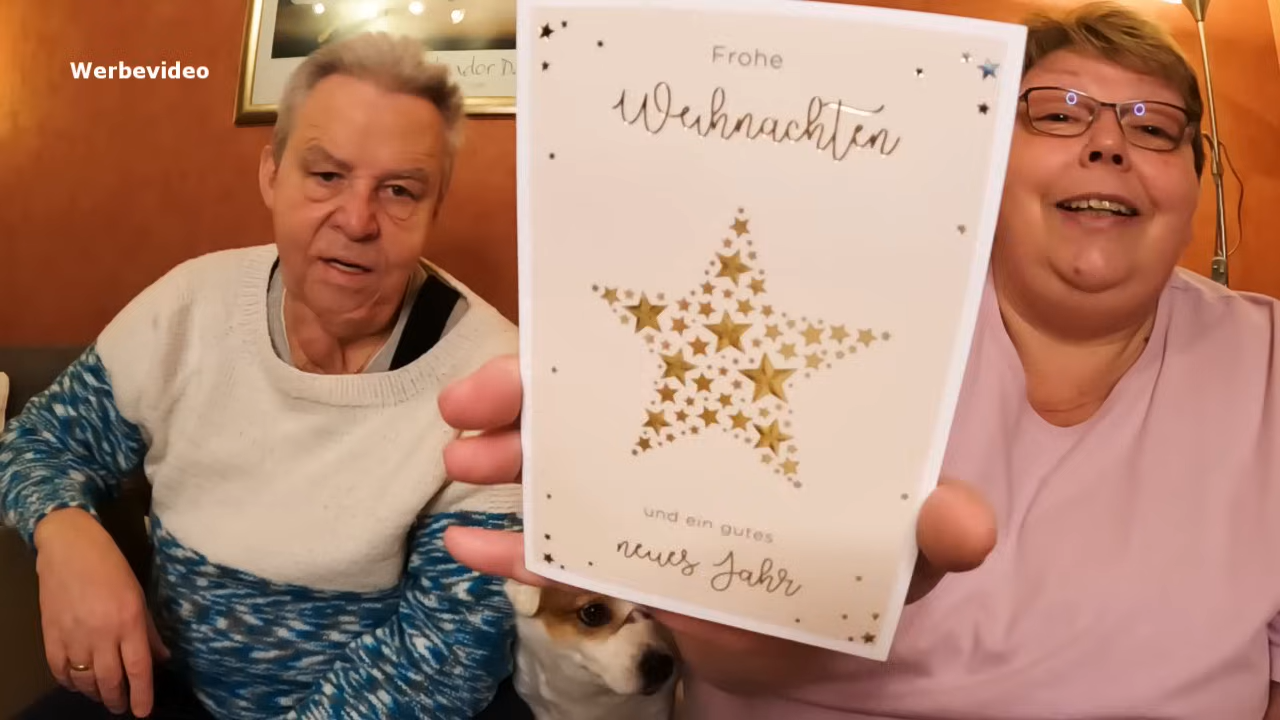 Werbevideo
Frohe
Weihnachten
und ein gutes
neues Jahr